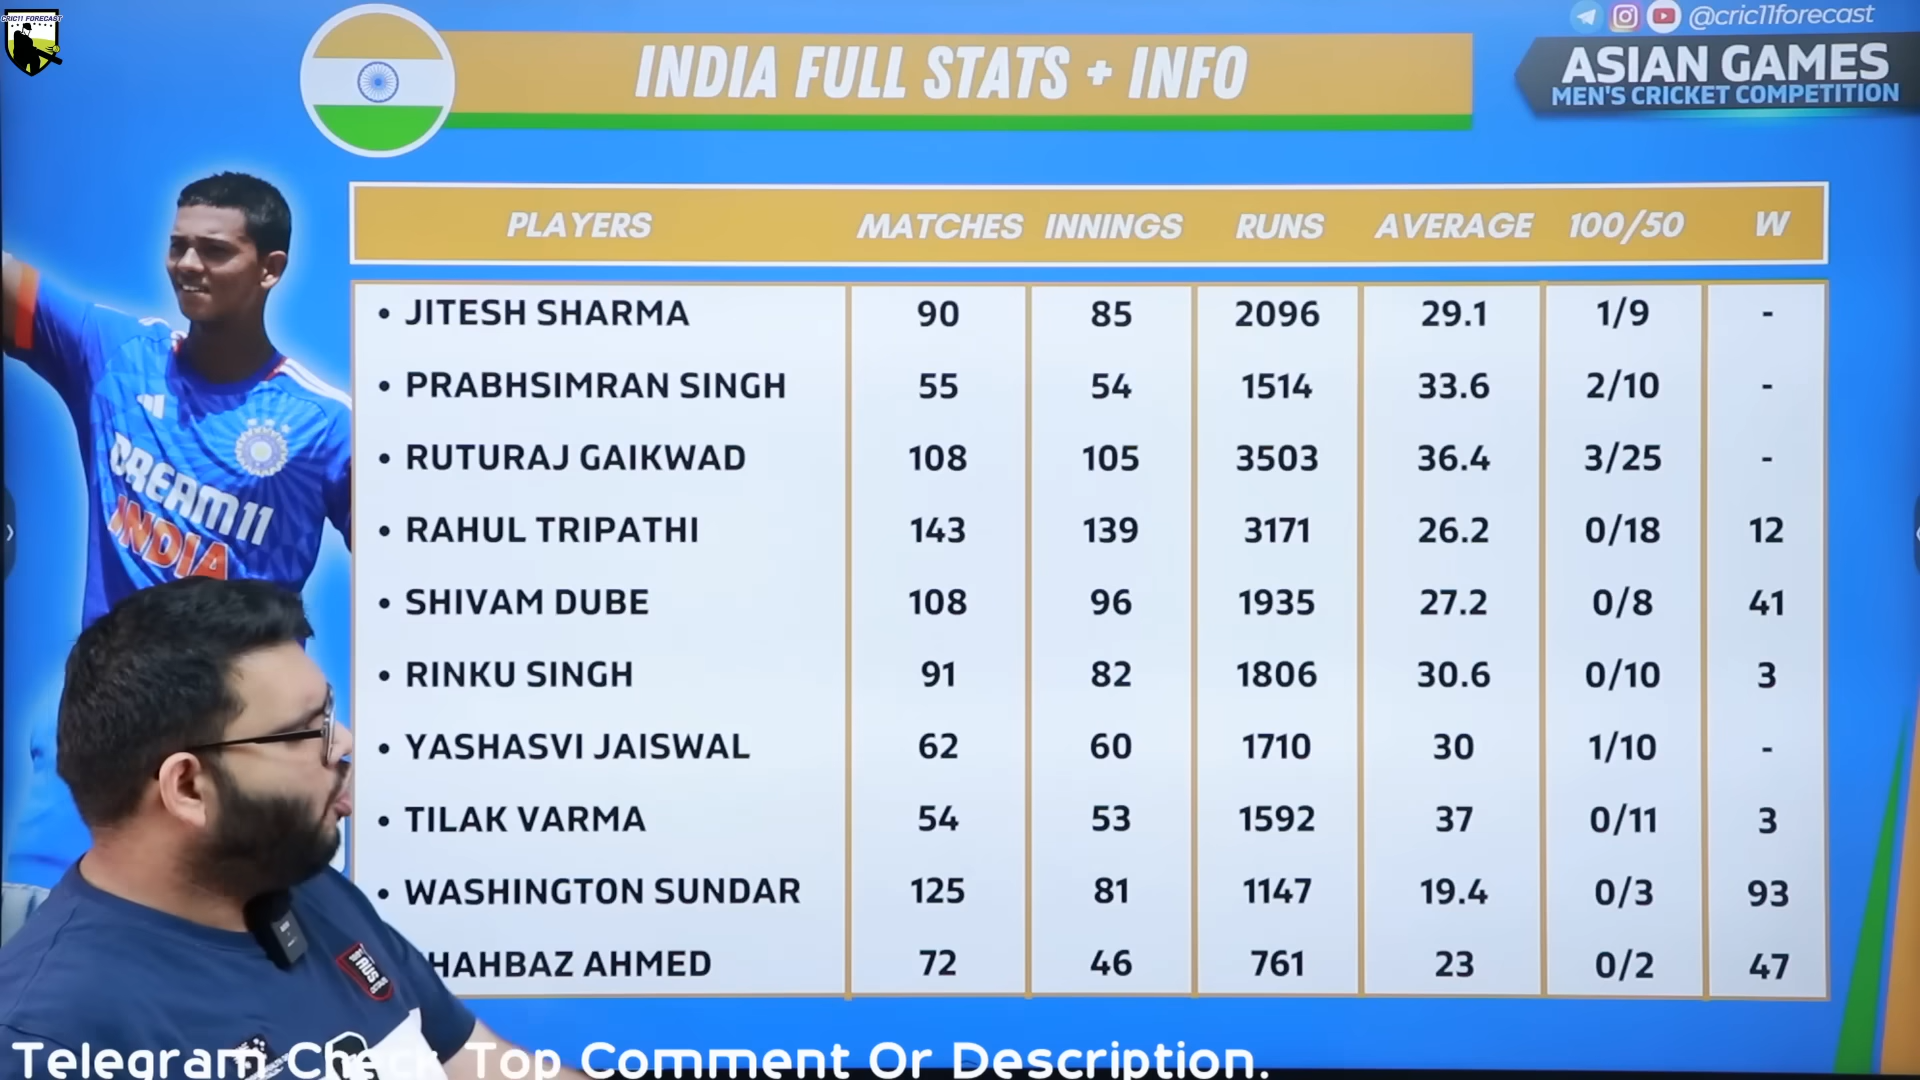 CRIC11 FORECAST
INDIA FULL STATS + INFO
@cric11forecast
ASIAN GAMES
MEN'S CRICKET COMPETITION
PLAYERS MATCHES INNINGS RUNS AVERAGE 100/50 W
• JITESH SHARMA 90 85 2096 29.1 1/9 -
• PRABHSIMRAN SINGH 55 54 1514 33.6 2/10 -
• RUTURAJ GAIKWAD 108 105 3503 36.4 3/25 -
• RAHUL TRIPATHI 143 139 3171 26.2 0/18 12
• SHIVAM DUBE 108 96 1935 27.2 0/8 41
• RINKU SINGH 91 82 1806 30.6 0/10 3
• YASHASVI JAISWAL 62 60 1710 30 1/10 -
• TILAK VARMA 54 53 1592 37 0/11 3
• WASHINGTON SUNDAR 125 81 1147 19.4 0/3 93
HAHBAZ AHMED 72 46 761 23 0/2 47
DREAM11
INDIA
Telegram Check Top Comment Or Description.